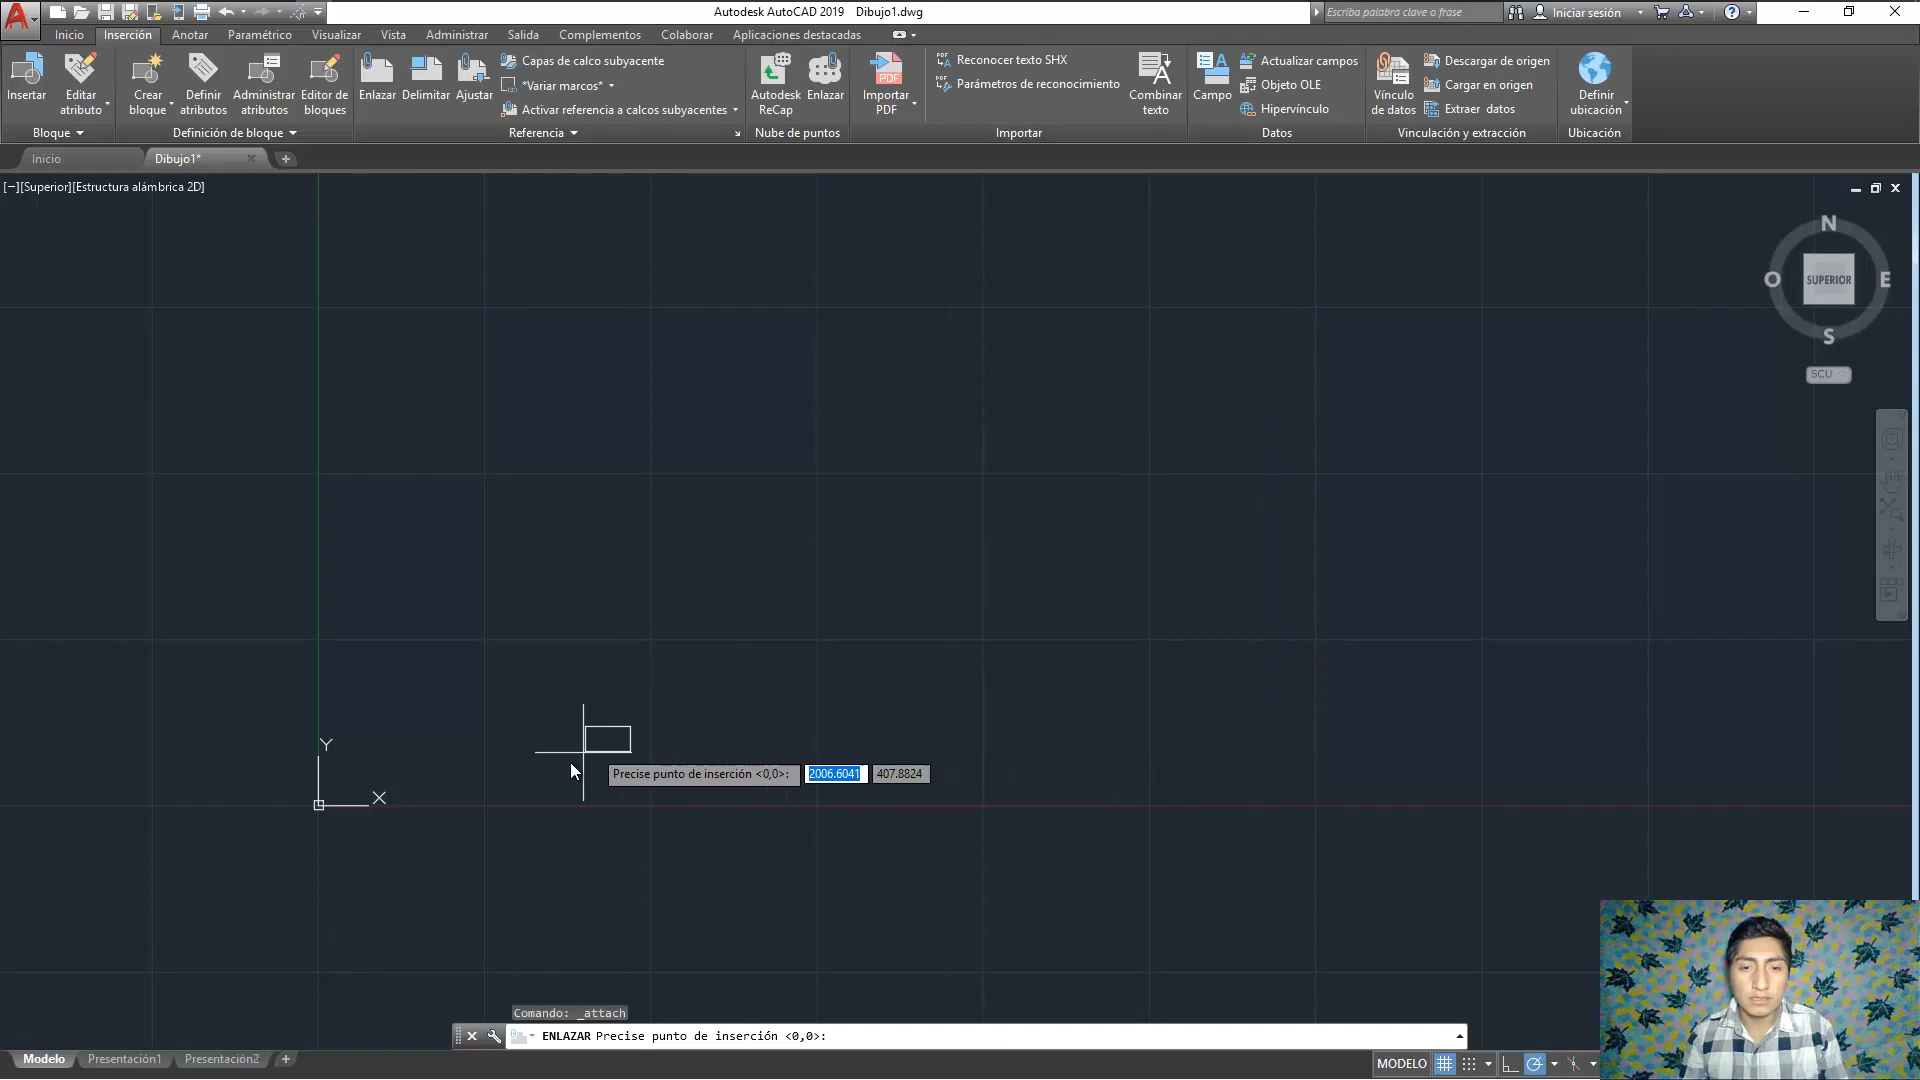 Autodesk AutoCAD 2019 Dibujo1.dwg
Escriba palabra clave o frase
Iniciar sesión
Inicio
Inserción
Anotar
Paramétrico
Visualizar
Vista
Administrar
Salida
Complementos
Colaborar
Aplicaciones destacadas
Insertar
Editar
atributo
Crear
bloque
Definir
atributos
Administrar
atributos
Editor de
bloques
Enlazar
Delimitar
Ajustar
Capas de calco subyacente
*Variar marcos*
Activar referencia a calcos subyacentes
Autodesk
ReCap
Enlazar
PDF
Importar
PDF
Reconocer texto SHX
Parámetros de reconocimiento
Combinar
texto
Campo
Actualizar campos
Objeto OLE
Hipervínculo
Vínculo
de datos
Descargar de origen
Cargar en origen
Extraer datos
Definir
ubicación
Bloque
Definición de bloque
Referencia
Nube de puntos
Importar
Datos
Vinculación y extracción
Ubicación
Inicio
Dibujo1*
[−][Superior][Estructura alámbrica 2D]
N
O
SUPERIOR
E
S
SCU
Y
X
Precise punto de inserción <0,0>:
2006.6041
407.8824
Comando: _attach
ENLAZAR Precise punto de inserción <0,0>:
Modelo
Presentación1
Presentación2
MODELO